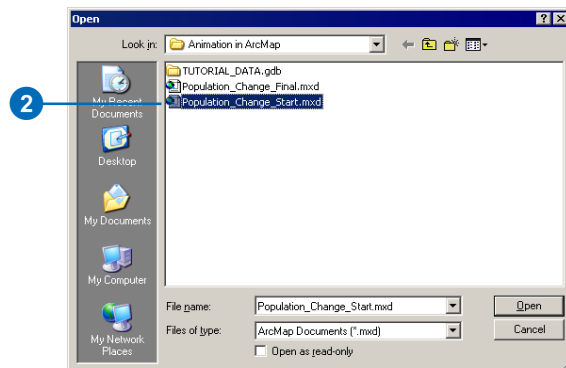 Open
Look in: Animation in ArcMap
TUTORIAL_DATA.gdb
Population_Change_Final.mxd
Population_Change_Start.mxd
2
My Recent
Documents
Desktop
My Documents
My Computer
My Network
Places
File name: Population_Change_Start.mxd Open
Files of type: ArcMap Documents (*.mxd) Cancel
Open as read-only